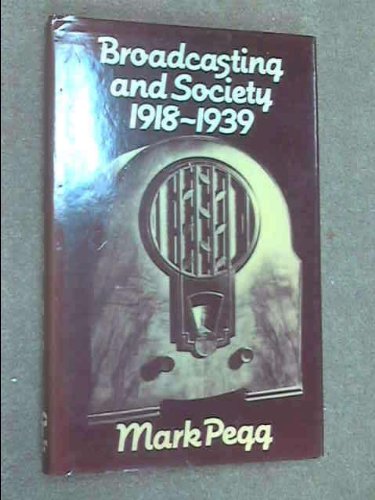 Broadcasting
and Society
1918~1939
Mark Pegg